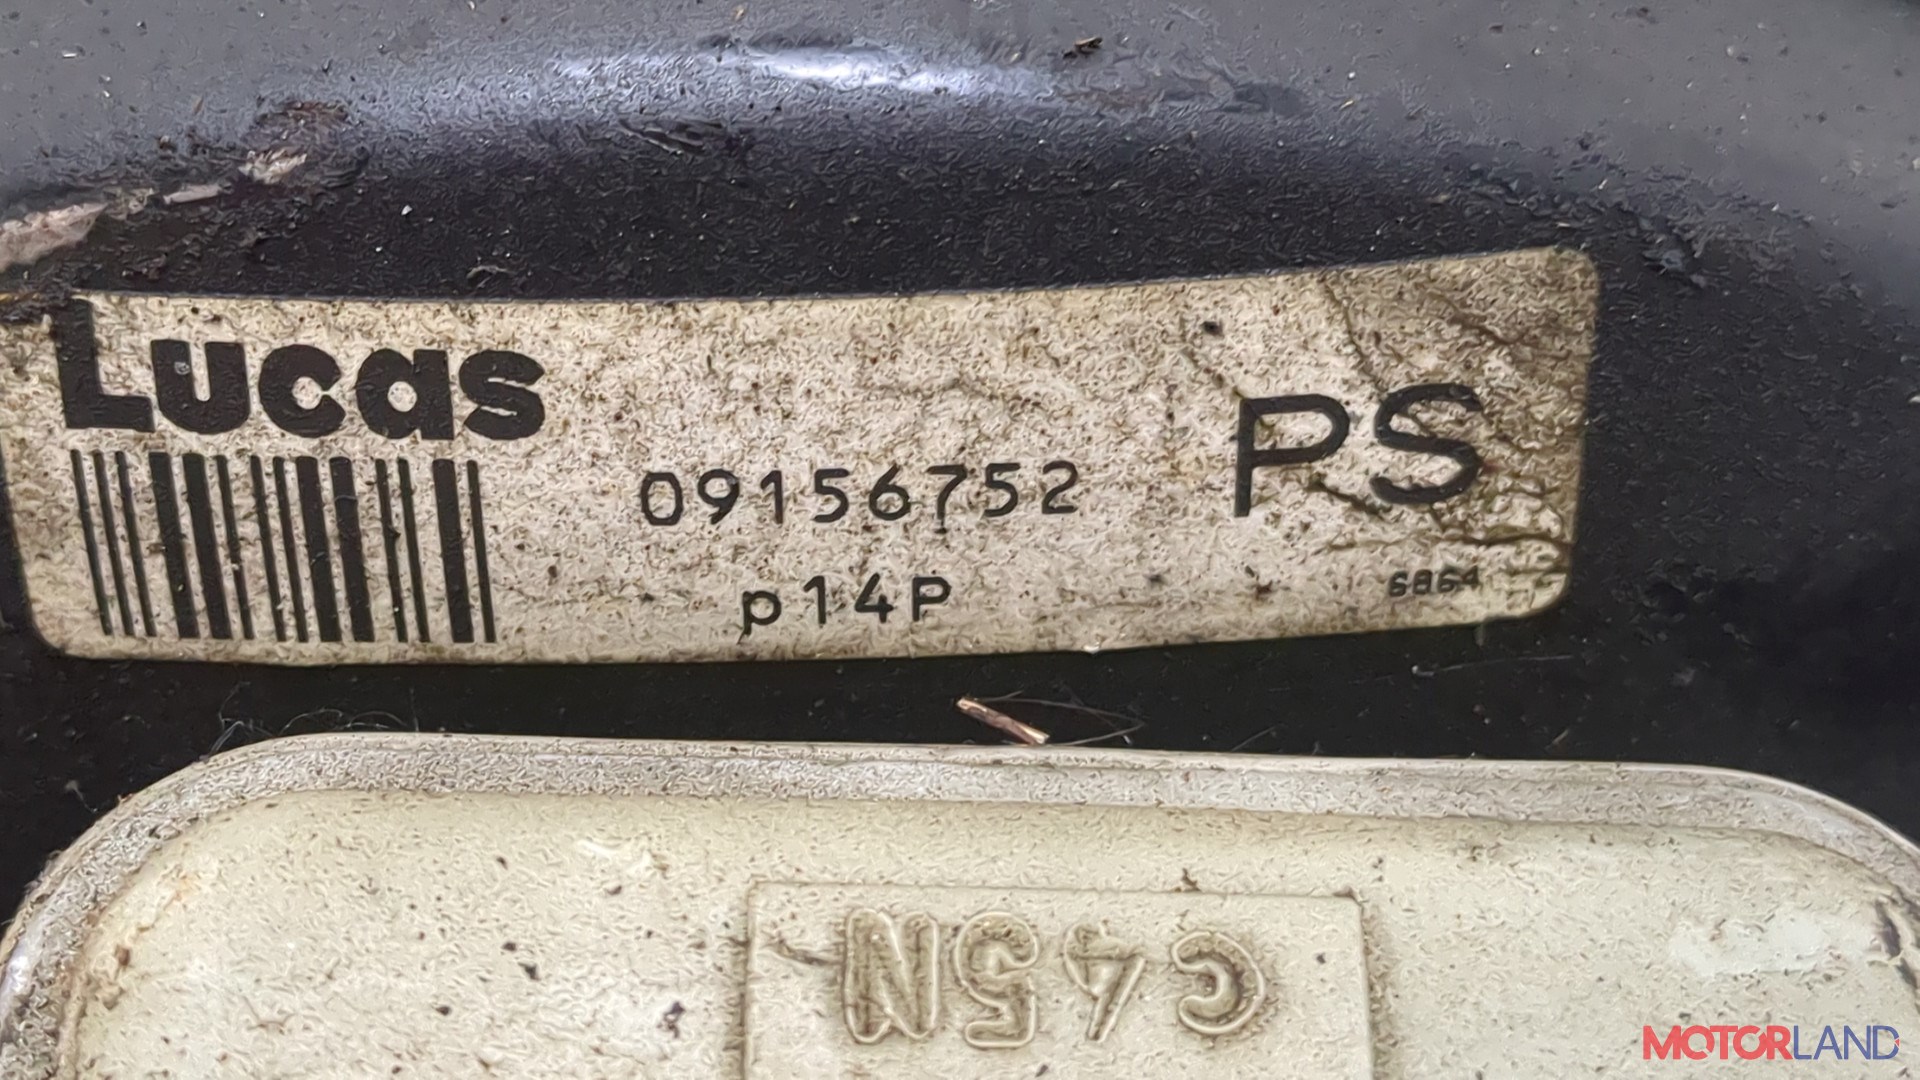 Lucas
09156752
PS
p14P
6864
C45N
MOTORLAND